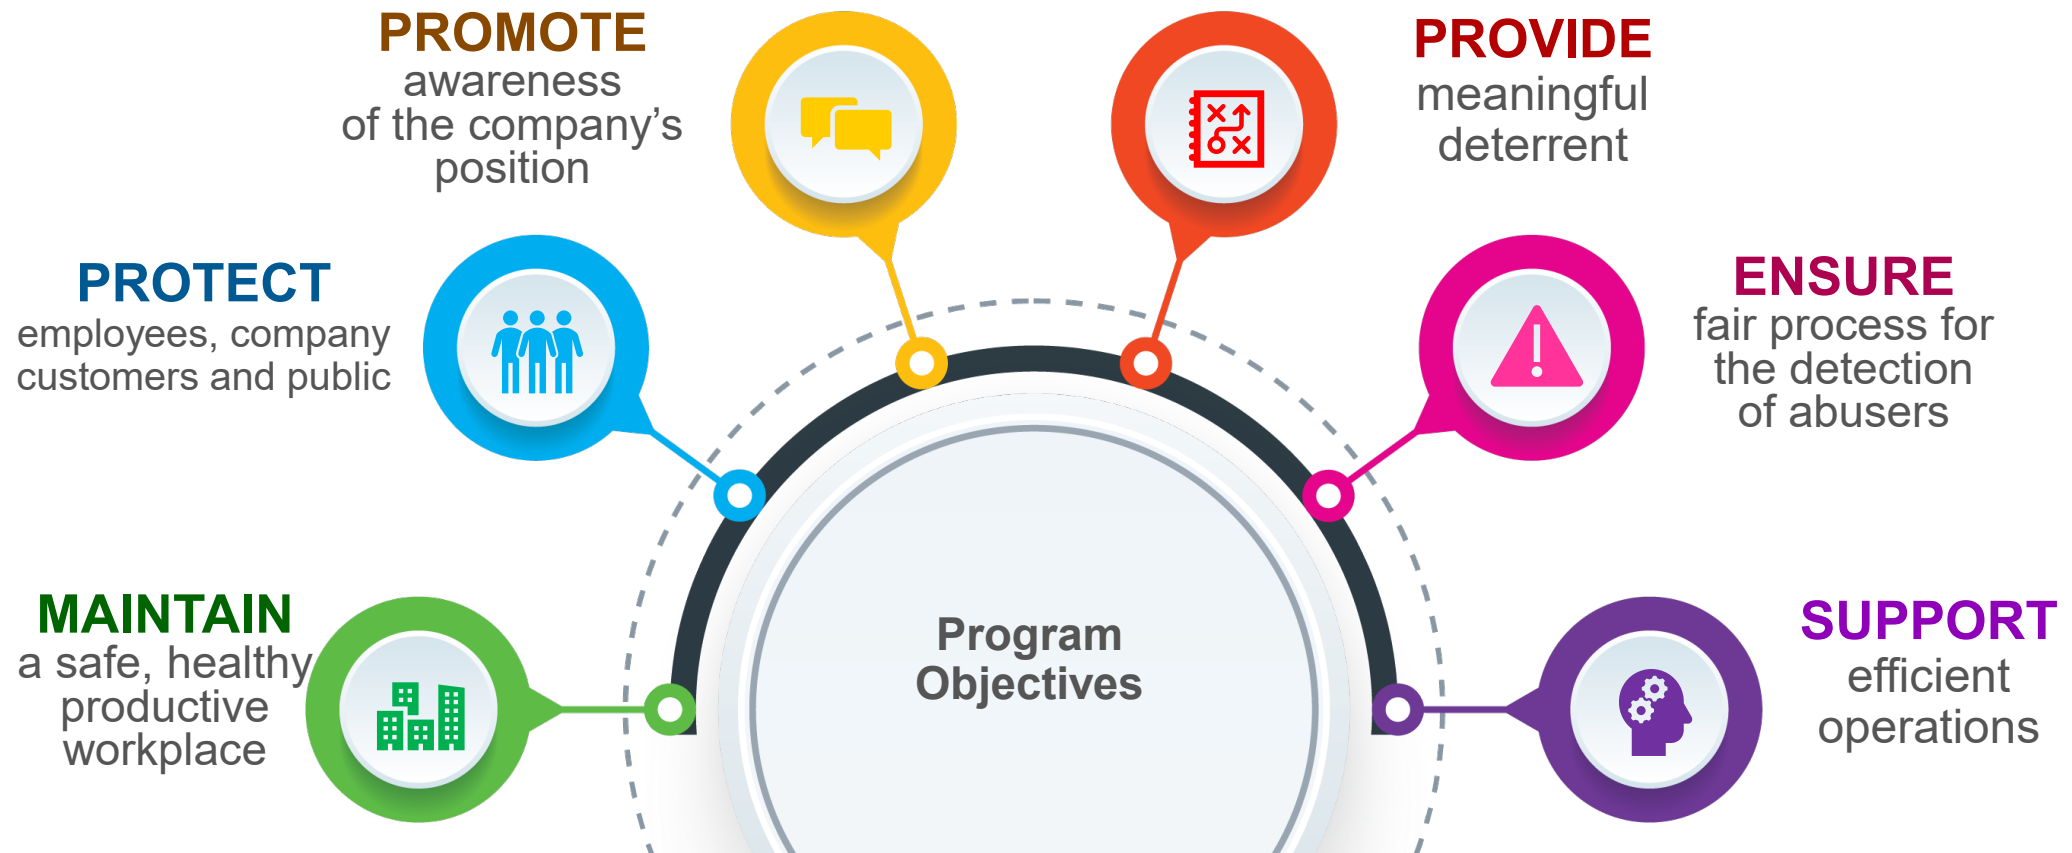 PROMOTE
awareness
of the company's
position
PROVIDE
meaningful
deterrent
PROTECT
employees, company
customers and public
ENSURE
fair process for
the detection
of abusers
MAINTAIN
a safe, healthy
productive
workplace
Program
Objectives
SUPPORT
efficient
operations